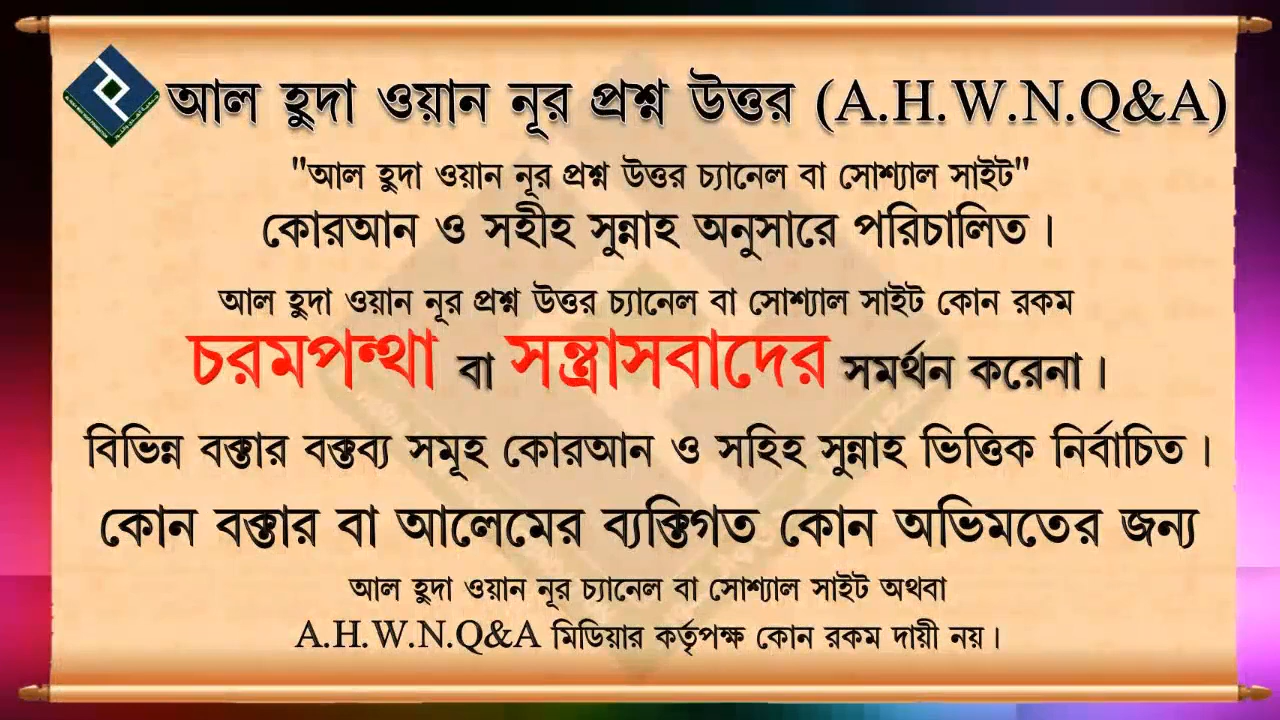 আল হুদা ওয়ান নূর প্রশ্ন উত্তর (A.H.W.N.Q&A)
"আল হুদা ওয়ান নূর প্রশ্ন উত্তর চ্যানেল বা সোশ্যাল সাইট"
কোরআন ও সহীহ সুন্নাহ অনুসারে পরিচালিত।
আল হুদা ওয়ান নূর প্রশ্ন উত্তর চ্যানেল বা সোশ্যাল সাইট কোন রকম
চরমপন্থা বা সন্ত্রাসবাদের সমর্থন করেনা।
বিভিন্ন বক্তার বক্তব্য সমূহ কোরআন ও সহিহ সুন্নাহ ভিত্তিক নির্বাচিত।
কোন বক্তার বা আলেমের ব্যক্তিগত কোন অভিমতের জন্য
আল হুদা ওয়ান নূর চ্যানেল বা সোশ্যাল সাইট অথবা
A.H.W.N.Q&A মিডিয়ার কর্তৃপক্ষ কোন রকম দায়ী নয়।